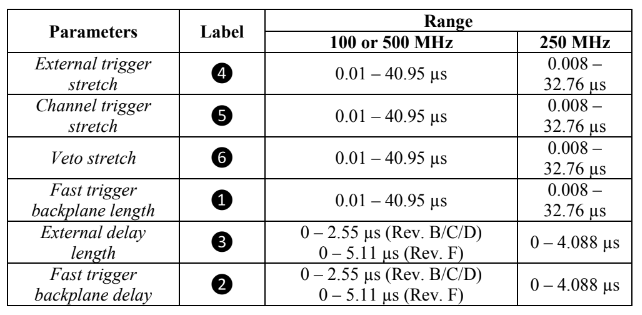 Parameters Label Range
100 or 500 MHz 250 MHz
External trigger stretch ❹ 0.01 – 40.95 µs 0.008 – 32.76 µs
Channel trigger stretch ❺ 0.01 – 40.95 µs 0.008 – 32.76 µs
Veto stretch ❻ 0.01 – 40.95 µs 0.008 – 32.76 µs
Fast trigger backplane length ❶ 0.01 – 40.95 µs 0.008 – 32.76 µs
External delay length ❸ 0 – 2.55 µs (Rev. B/C/D) 0 – 5.11 µs (Rev. F) 0 – 4.088 µs
Fast trigger backplane delay ❷ 0 – 2.55 µs (Rev. B/C/D) 0 – 5.11 µs (Rev. F) 0 – 4.088 µs